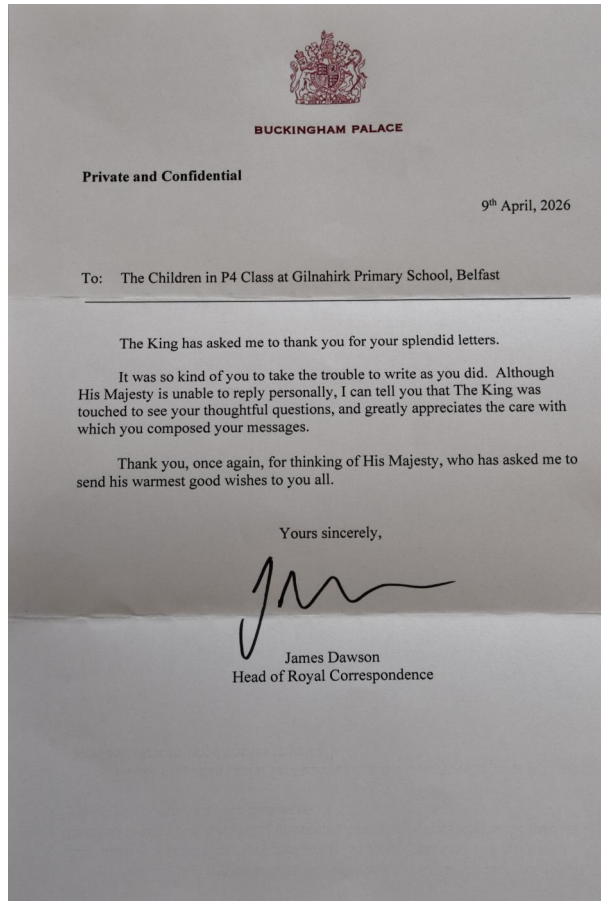 BUCKINGHAM PALACE
Private and Confidential
9th April, 2026
To: The Children in P4 Class at Gilnahirk Primary School, Belfast
The King has asked me to thank you for your splendid letters.
It was so kind of you to take the trouble to write as you did. Although
His Majesty is unable to reply personally, I can tell you that The King was
touched to see your thoughtful questions, and greatly appreciates the care with
which you composed your messages.
Thank you, once again, for thinking of His Majesty, who has asked me to
send his warmest good wishes to you all.
Yours sincerely,
James Dawson
Head of Royal Correspondence